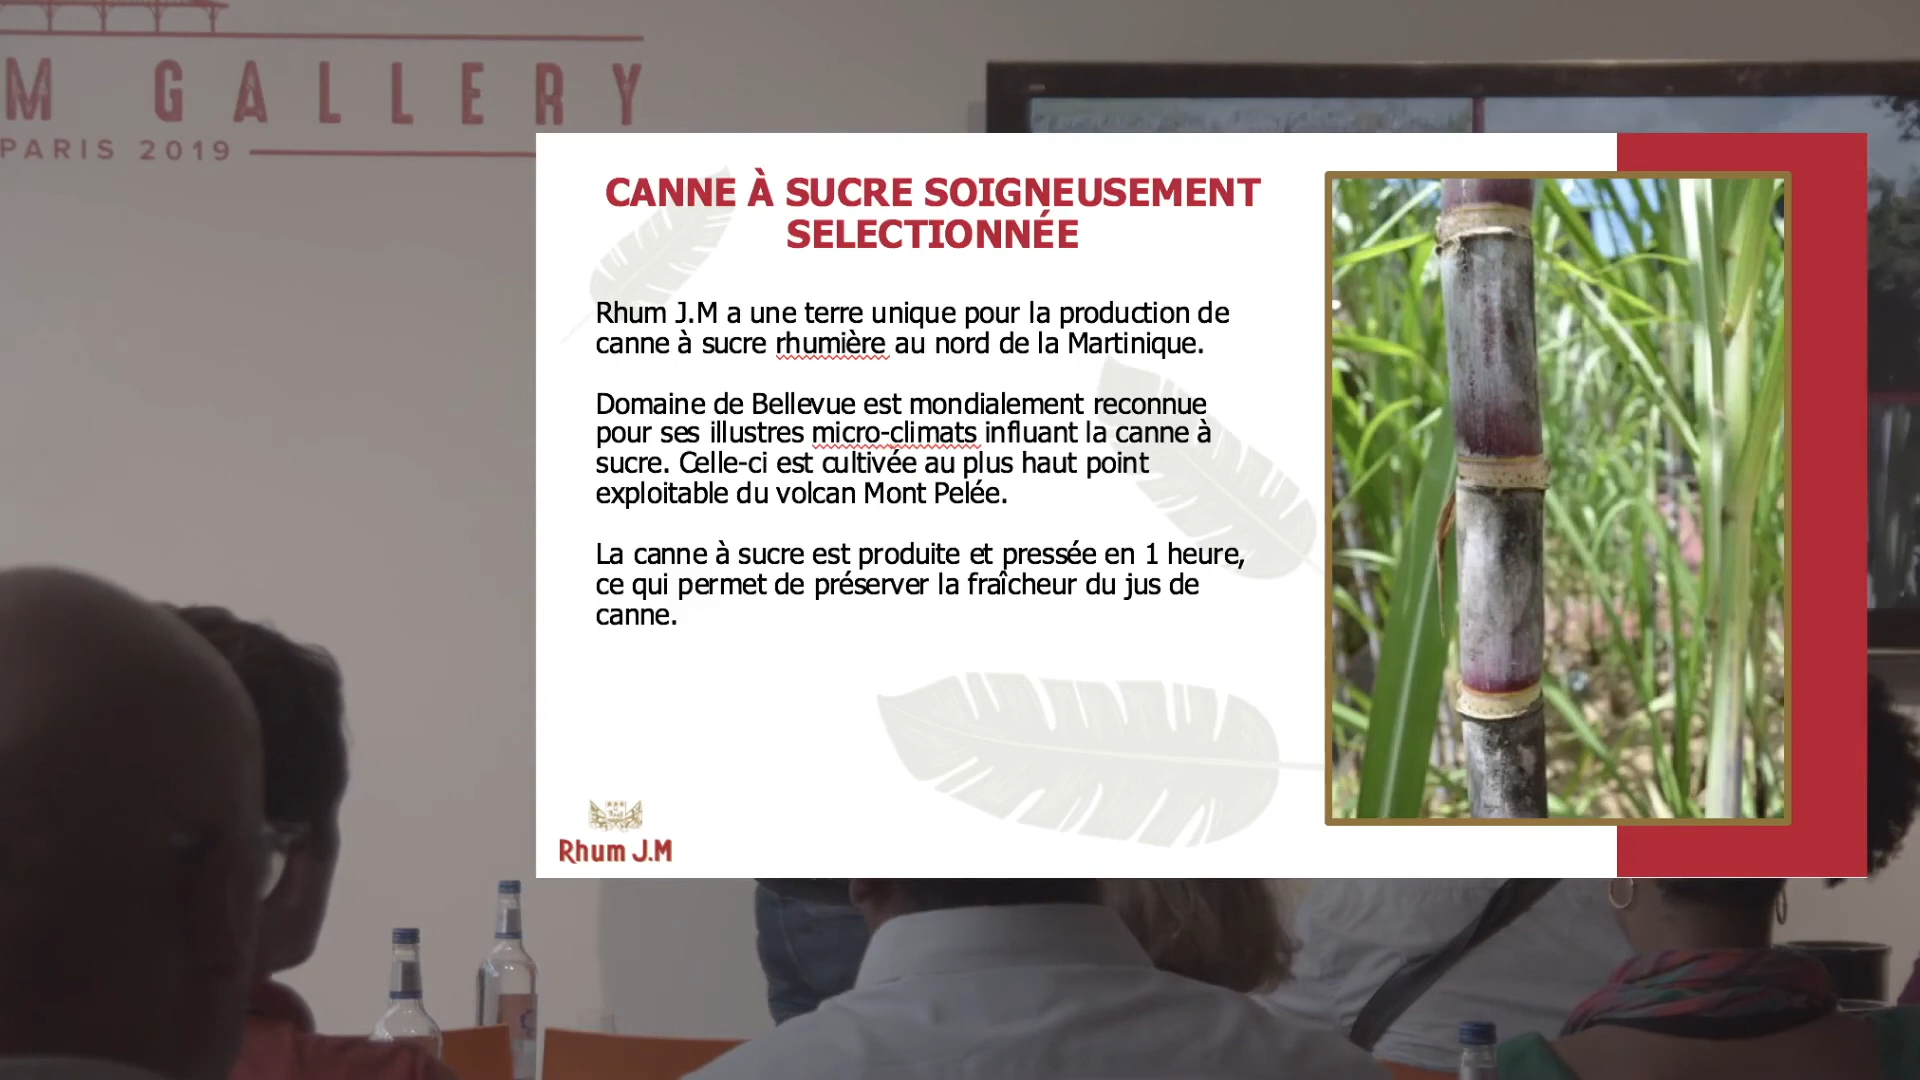 M GALLERY
PARIS 2019
CANNE À SUCRE SOIGNEUSEMENT
SELECTIONNÉE
Rhum J.M a une terre unique pour la production de
canne à sucre rhumière au nord de la Martinique.
Domaine de Bellevue est mondialement reconnue
pour ses illustres micro-climats influant la canne à
sucre. Celle-ci est cultivée au plus haut point
exploitable du volcan Mont Pelée.
La canne à sucre est produite et pressée en 1 heure,
ce qui permet de préserver la fraîcheur du jus de
canne.
Rhum J.M